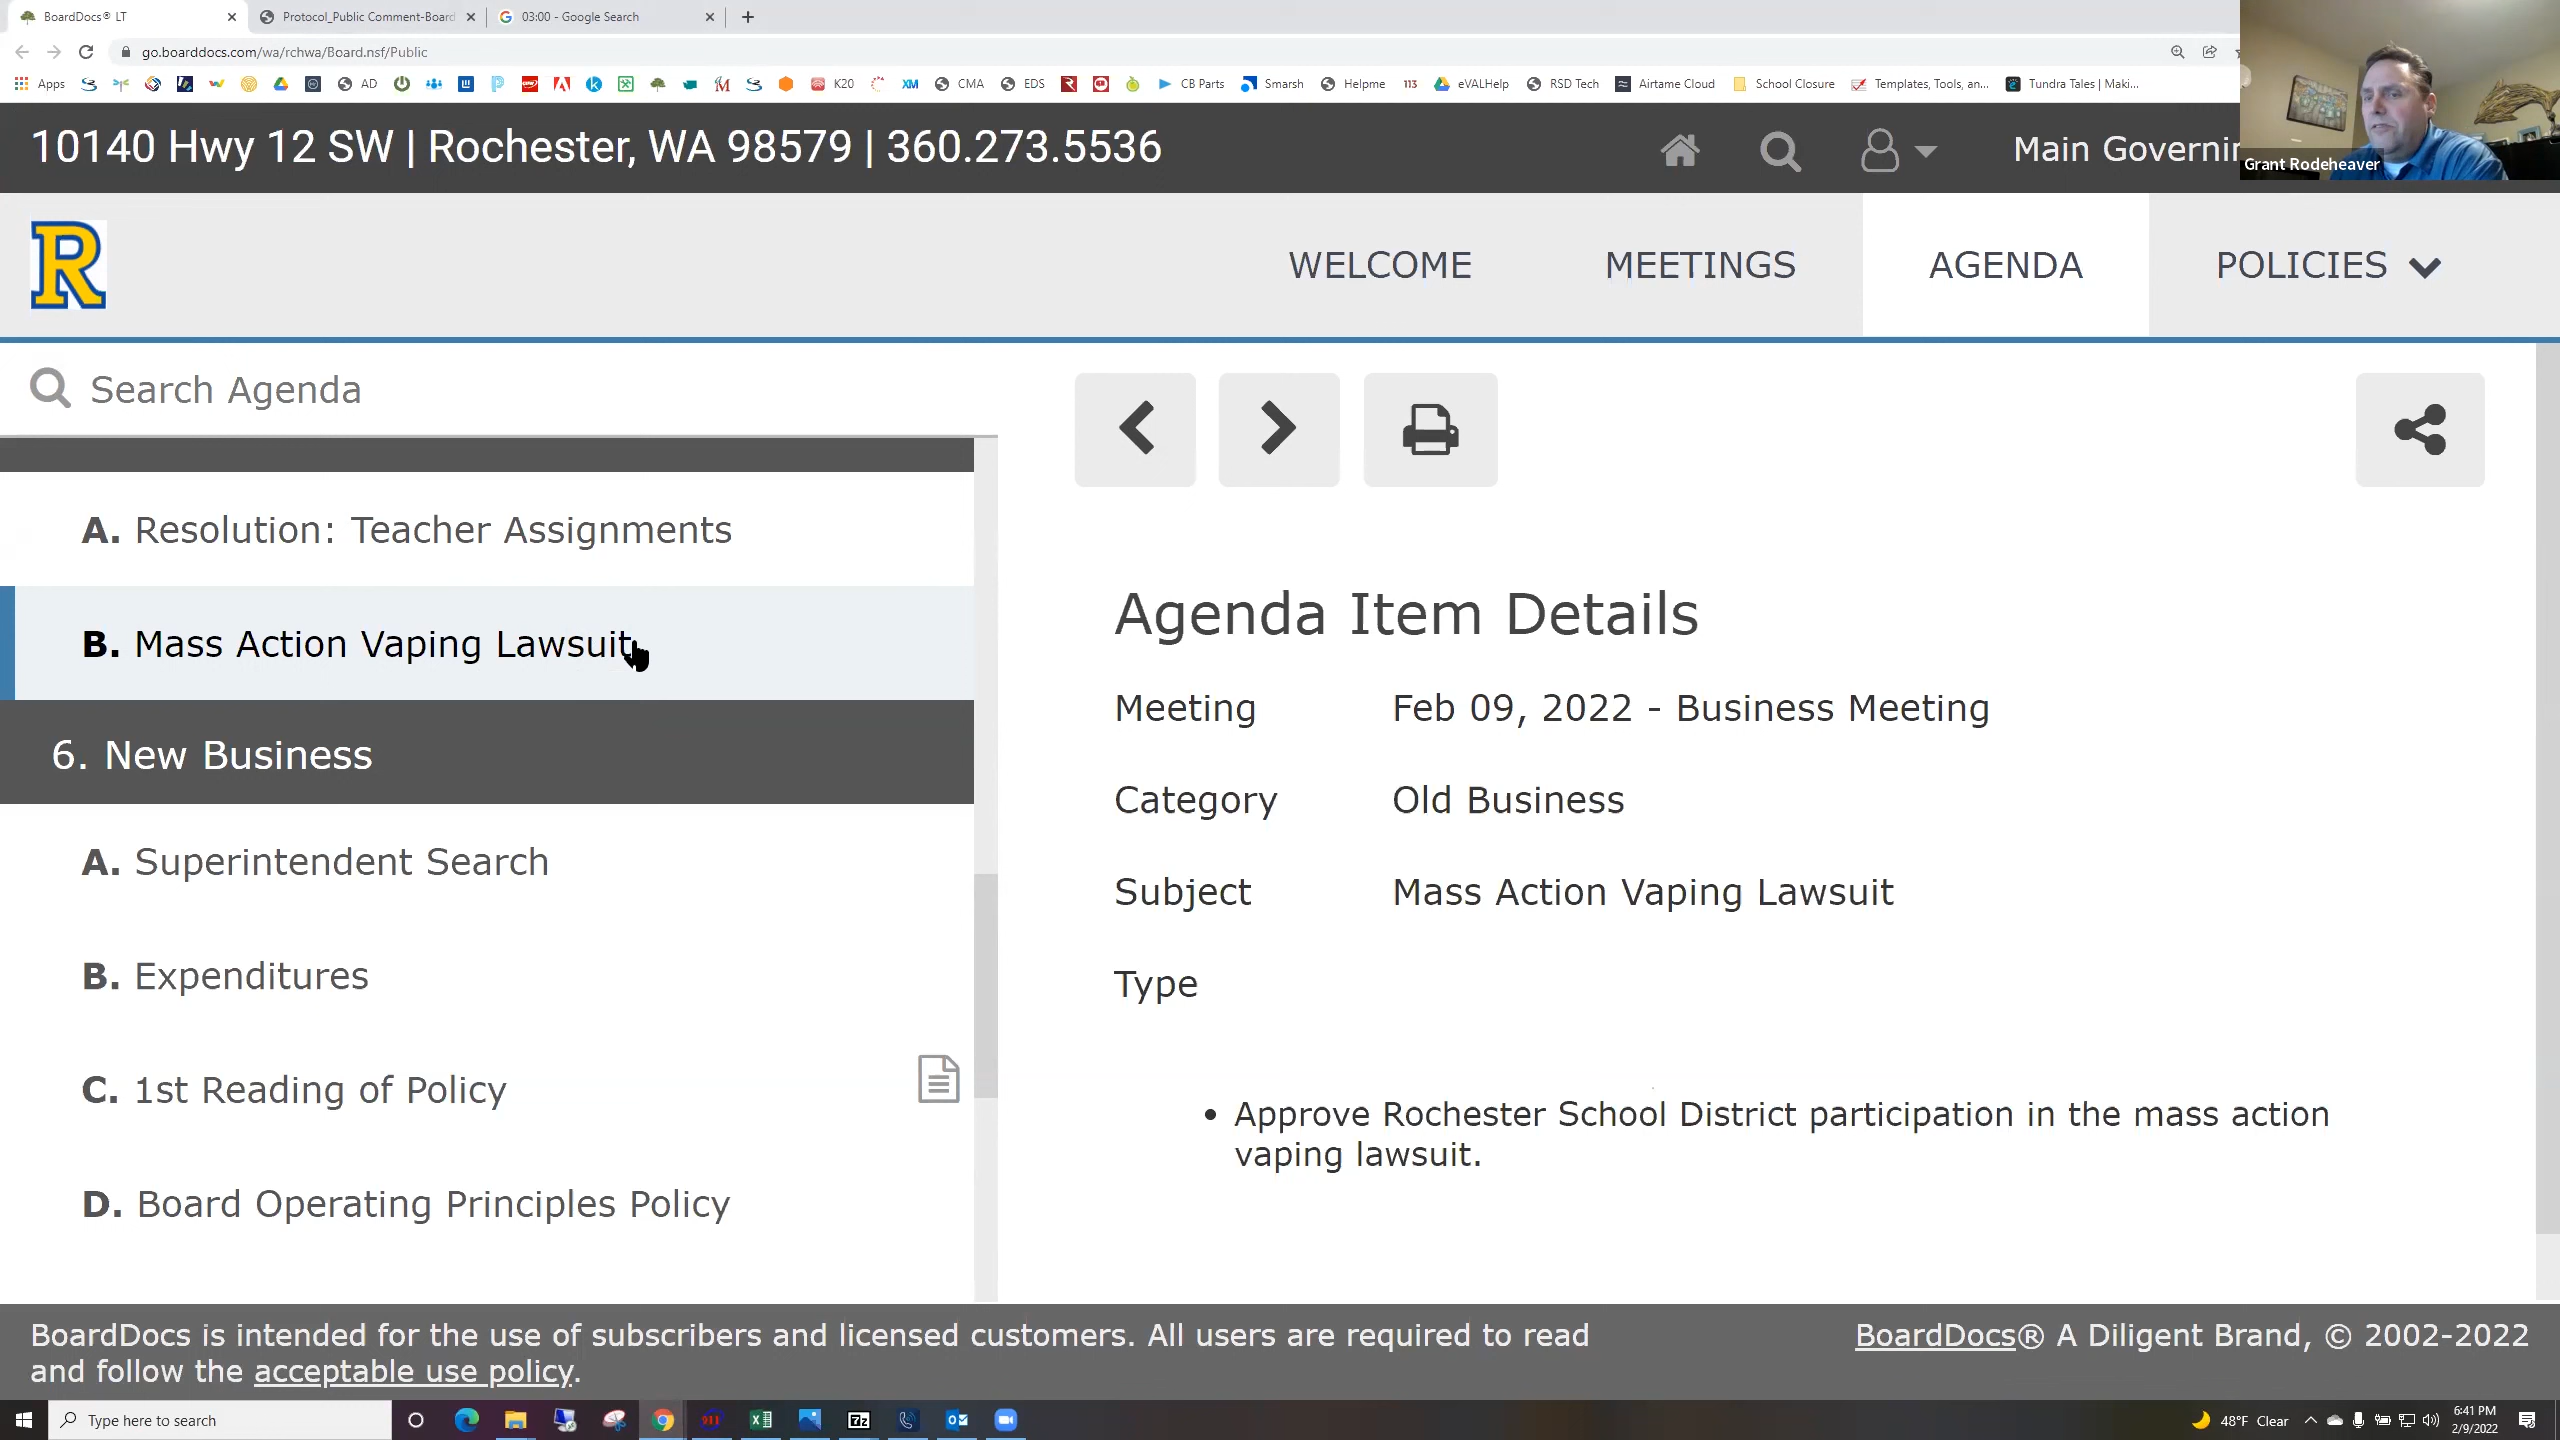 BoardDocs® LT
Protocol_Public Comment-Board
03:00 - Google Search
go.boarddocs.com/wa/rchwa/Board.nsf/Public
Apps
AD
K20
XM
CMA
EDS
CB Parts
Smarsh
Helpme
113
eVALHelp
RSD Tech
Airtame Cloud
School Closure
Templates, Tools, an...
Tundra Tales | Maki...
10140 Hwy 12 SW | Rochester, WA 98579 | 360.273.5536
Main Governin
Grant Rodeheaver
R
WELCOME
MEETINGS
AGENDA
POLICIES
Search Agenda
A. Resolution: Teacher Assignments
B. Mass Action Vaping Lawsuit
6. New Business
A. Superintendent Search
B. Expenditures
C. 1st Reading of Policy
D. Board Operating Principles Policy
Agenda Item Details
Meeting Feb 09, 2022 - Business Meeting
Category Old Business
Subject Mass Action Vaping Lawsuit
Type
• Approve Rochester School District participation in the mass action
vaping lawsuit.
BoardDocs is intended for the use of subscribers and licensed customers. All users are required to read
and follow the acceptable use policy.
BoardDocs® A Diligent Brand, © 2002-2022
Type here to search
911
7z
48°F Clear
6:41 PM
2/9/2022